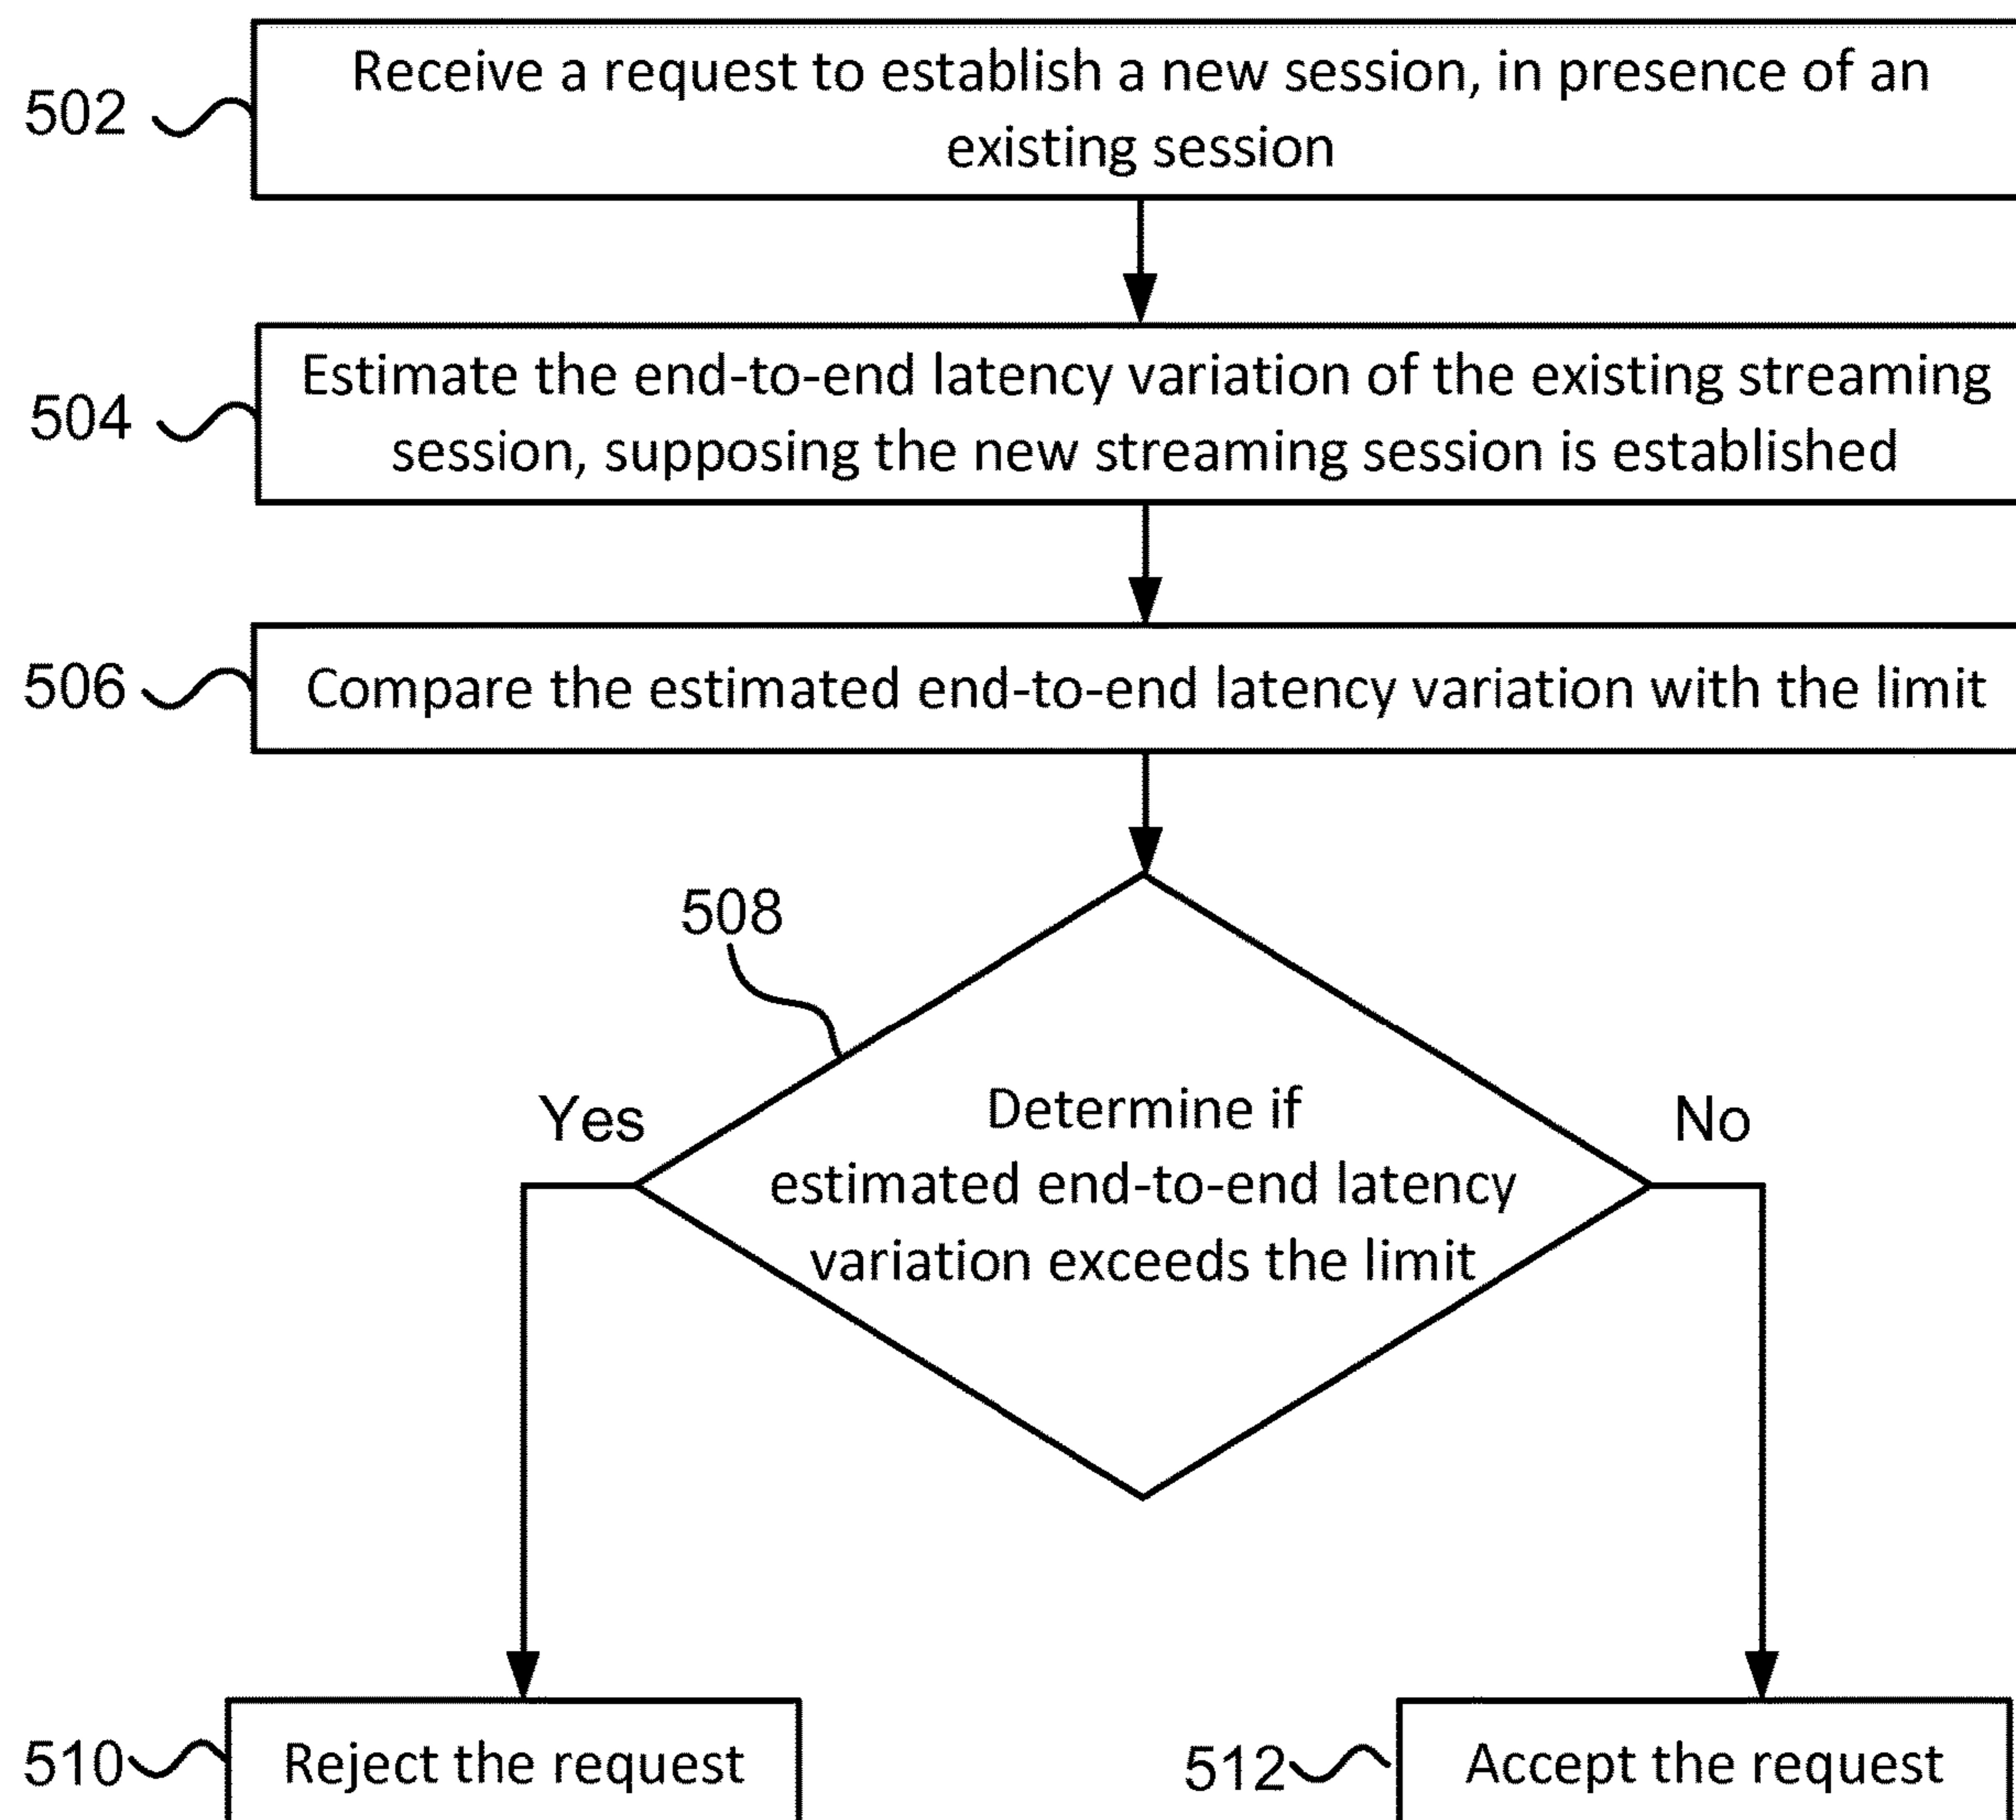 502
Receive a request to establish a new session, in presence of an
existing session
504
Estimate the end-to-end latency variation of the existing streaming
session, supposing the new streaming session is established
506
Compare the estimated end-to-end latency variation with the limit
508
Yes
No
Determine if
estimated end-to-end latency
variation exceeds the limit
510
Reject the request
512
Accept the request